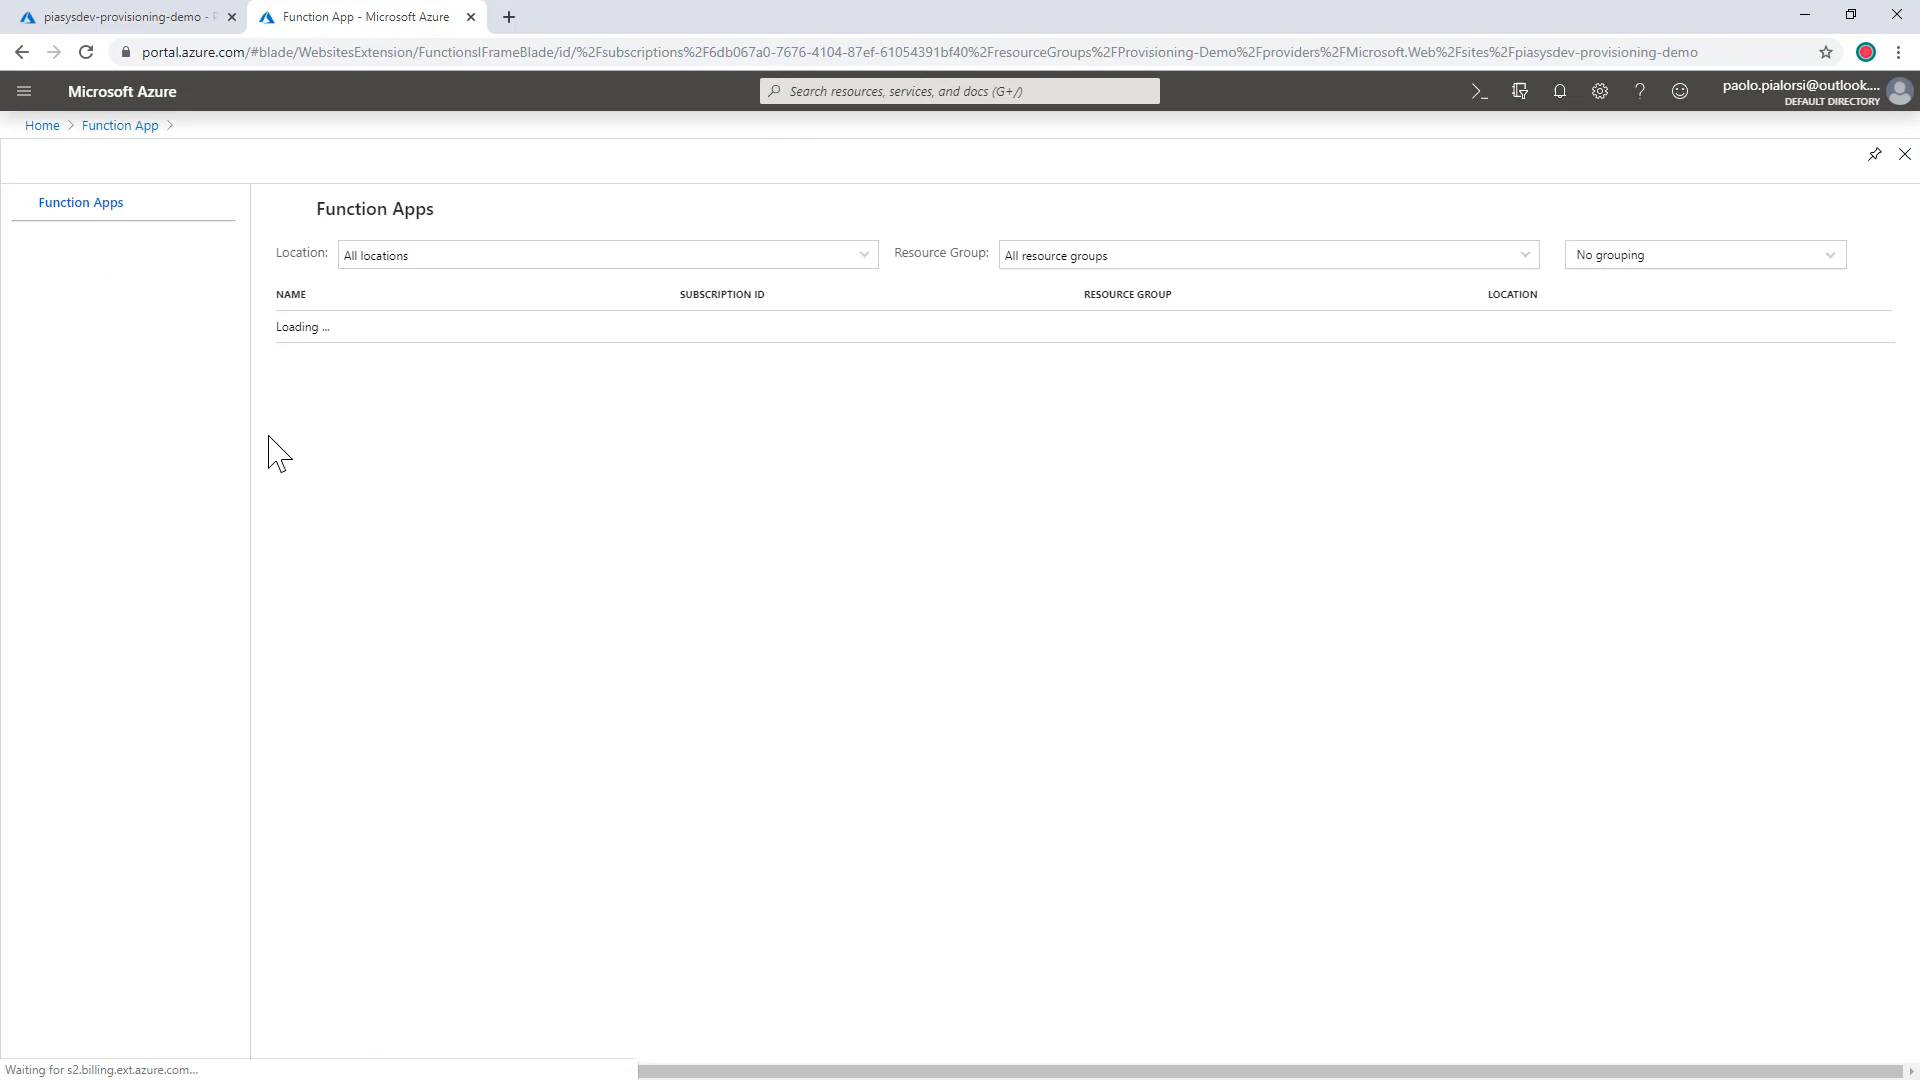 piasysdev-provisioning-demo -
Function App - Microsoft Azure
portal.azure.com/#blade/WebsitesExtension/FunctionsIFrameBlade/id/%2Fsubscriptions%2F6db067a0-7676-4104-87ef-61054391bf40%2FresourceGroups%2FProvisioning-Demo%2Fproviders%2FMicrosoft.Web%2Fsites%2Fpiasysdev-provisioning-demo
Microsoft Azure
Search resources, services, and docs (G+/)
paolo.pialorsi@outlook....
DEFAULT DIRECTORY
Home > Function App >
Function Apps
Function Apps
Location: All locations Resource Group: All resource groups No grouping
NAME SUBSCRIPTION ID RESOURCE GROUP LOCATION
Loading ...
Waiting for s2.billing.ext.azure.com...